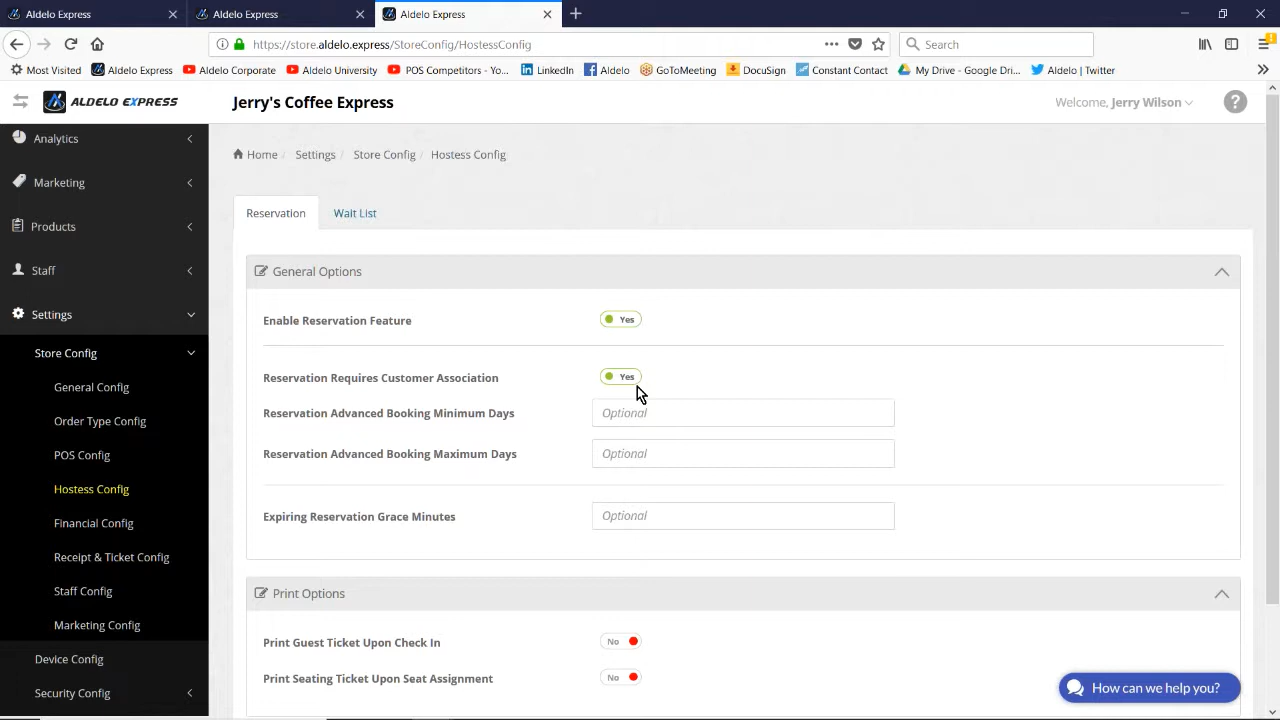 Aldelo Express
Aldelo Express
Aldelo Express
https://store.aldelo.express/StoreConfig/HostessConfig
Search
Most Visited
Aldelo Express
Aldelo Corporate
Aldelo University
POS Competitors - Yo...
LinkedIn
Aldelo
GoToMeeting
DocuSign
Constant Contact
My Drive - Google Dri...
Aldelo | Twitter
ALDELO EXPRESS
Jerry's Coffee Express
Welcome, Jerry Wilson
?
Analytics
Marketing
Products
Staff
Settings
Store Config
General Config
Order Type Config
POS Config
Hostess Config
Financial Config
Receipt & Ticket Config
Staff Config
Marketing Config
Device Config
Security Config
Home / Settings / Store Config / Hostess Config
Reservation
Wait List
General Options
Enable Reservation Feature
Yes
Reservation Requires Customer Association
Yes
Reservation Advanced Booking Minimum Days
Optional
Reservation Advanced Booking Maximum Days
Optional
Expiring Reservation Grace Minutes
Optional
Print Options
Print Guest Ticket Upon Check In
No
Print Seating Ticket Upon Seat Assignment
No
How can we help you?